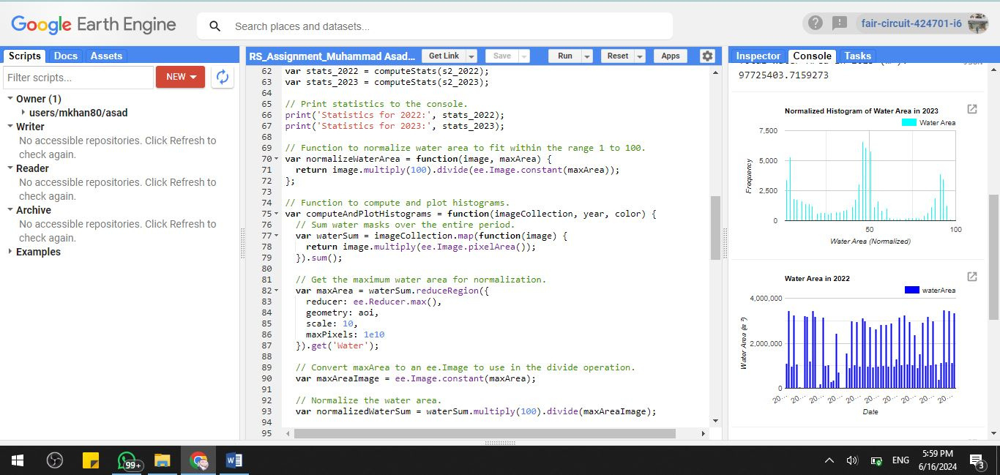 Google Earth Engine
Search places and datasets...
fair-circuit-424701-i6
Scripts Docs Assets
Filter scripts...
NEW
Owner (1)
users/mkhan80/asad
Writer
No accessible repositories. Click Refresh to
check again.
Reader
No accessible repositories. Click Refresh to
check again.
Archive
No accessible repositories. Click Refresh to
check again.
Examples
RS_Assignment_Muhammad Asad...
Get Link
Save
Run
Reset
Apps
62 var stats_2022 = computeStats(s2_2022);
63 var stats_2023 = computeStats(s2_2023);
64
65 // Print statistics to the console.
66 print('Statistics for 2022:', stats_2022);
67 print('Statistics for 2023:', stats_2023);
68
69 // Function to normalize water area to fit within the range 1 to 100.
70 var normalizeWaterArea = function(image, maxArea) {
71 return image.multiply(100).divide(ee.Image.constant(maxArea));
72 };
73
74 // Function to compute and plot histograms.
75 var computeAndPlotHistograms = function(imageCollection, year, color) {
76 // Sum water masks over the entire period.
77 var waterSum = imageCollection.map(function(image) {
78 return image.multiply(ee.Image.pixelArea());
79 }).sum();
80
81 // Get the maximum water area for normalization.
82 var maxArea = waterSum.reduceRegion({
83 reducer: ee.Reducer.max(),
84 geometry: aoi,
85 scale: 10,
86 maxPixels: 1e10
87 }).get('Water');
88
89 // Convert maxArea to an ee.Image to use in the divide operation.
90 var maxAreaImage = ee.Image.constant(maxArea);
91
92 // Normalize the water area.
93 var normalizedWaterSum = waterSum.multiply(100).divide(maxAreaImage);
94
95
Inspector Console Tasks
97725403.7159273
Normalized Histogram of Water Area in 2023
Water Area
7,500
5,000
2,500
0
Frequency
50 100
Water Area (Normalized)
Water Area in 2022
waterArea
4,000,000
2,000,000
0
Water Area (m ²)
20... 20... 20... 20... 20... 20... 20... 20... 20... 20...
Date
99+
W
ENG
5:59 PM
6/16/2024
3